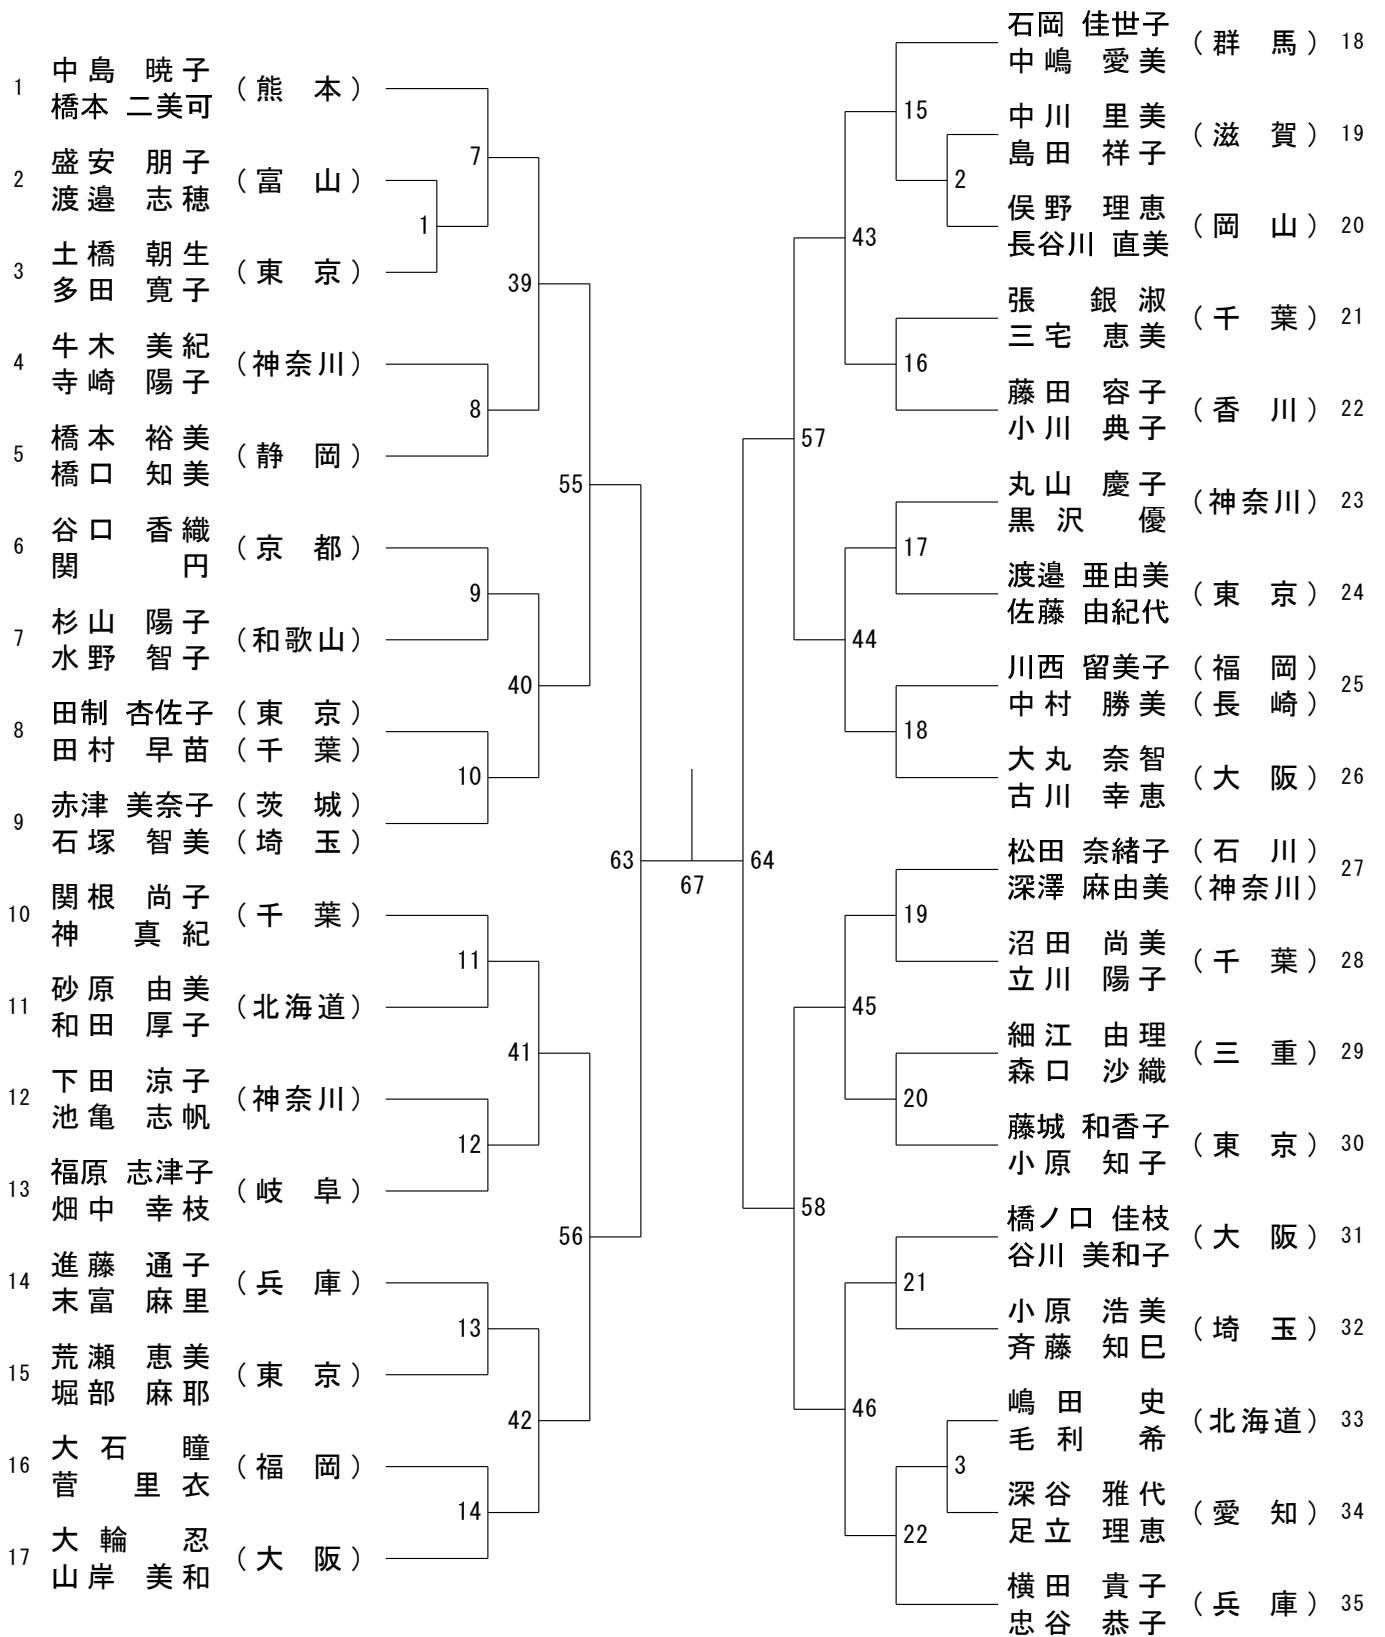 1 中島 暁子 (熊本)
橋本 二美可
2 盛安 朋子 (富山)
渡邉 志穂
3 土橋 朝生 (東京)
多田 寛子
4 牛木 美紀 (神奈川)
寺崎 陽子
5 橋本 裕美 (静岡)
橋口 知美
6 谷口 香織 (京都)
関 円
7 杉山 陽子 (和歌山)
水野 智子
8 田制 杏佐子 (東京)
田村 早苗 (千葉)
9 赤津 美奈子 (茨城)
石塚 智美 (埼玉)
10 関根 尚子 (千葉)
神 真紀
11 砂原 由美 (北海道)
和田 厚子
12 下田 涼子 (神奈川)
池亀 志帆
13 福原 志津子 (岐阜)
畑中 幸枝
14 進藤 通子 (兵庫)
末富 麻里
15 荒瀬 恵美 (東京)
堀部 麻耶
16 大石 瞳 (福岡)
菅 里衣
17 大輪 忍 (大阪)
山岸 美和
1
7
8
9
10
11
12
13
14
39
40
41
42
55
56
63
67
64
57
58
43
44
45
46
15
2
16
17
18
19
20
21
3
22
石岡 佳世子 (群馬) 18
中嶋 愛美
中川 里美 (滋賀) 19
島田 祥子
俣野 理恵 (岡山) 20
長谷川 直美
張 銀淑 (千葉) 21
三宅 恵美
藤田 容子 (香川) 22
小川 典子
丸山 慶子 (神奈川) 23
黒沢 優
渡邉 亜由美 (東京) 24
佐藤 由紀代
川西 留美子 (福岡) 25
中村 勝美 (長崎)
大丸 奈智 (大阪) 26
古川 幸恵
松田 奈緒子 (石川) 27
深澤 麻由美 (神奈川)
沼田 尚美 (千葉) 28
立川 陽子
細江 由理 (三重) 29
森口 沙織
藤城 和香子 (東京) 30
小原 知子
橋ノ口 佳枝 (大阪) 31
谷川 美和子
小原 浩美 (埼玉) 32
斉藤 知巳
嶋田 史 (北海道) 33
毛利 希
深谷 雅代 (愛知) 34
足立 理恵
横田 貴子 (兵庫) 35
忠谷 恭子